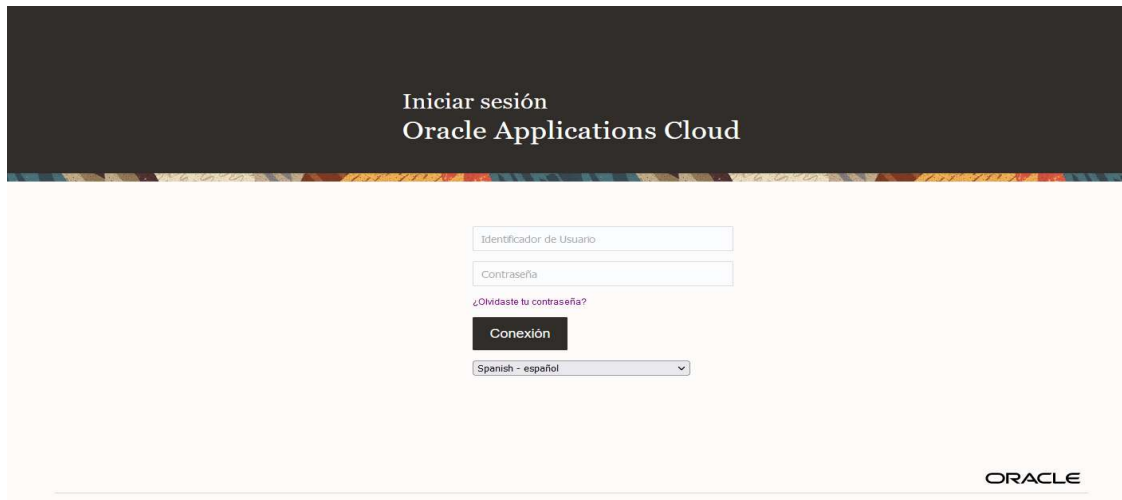 Iniciar sesión
Oracle Applications Cloud
Identificador de Usuario
Contraseña
¿Olvidaste tu contraseña?
Conexión
Spanish - español
ORACLE